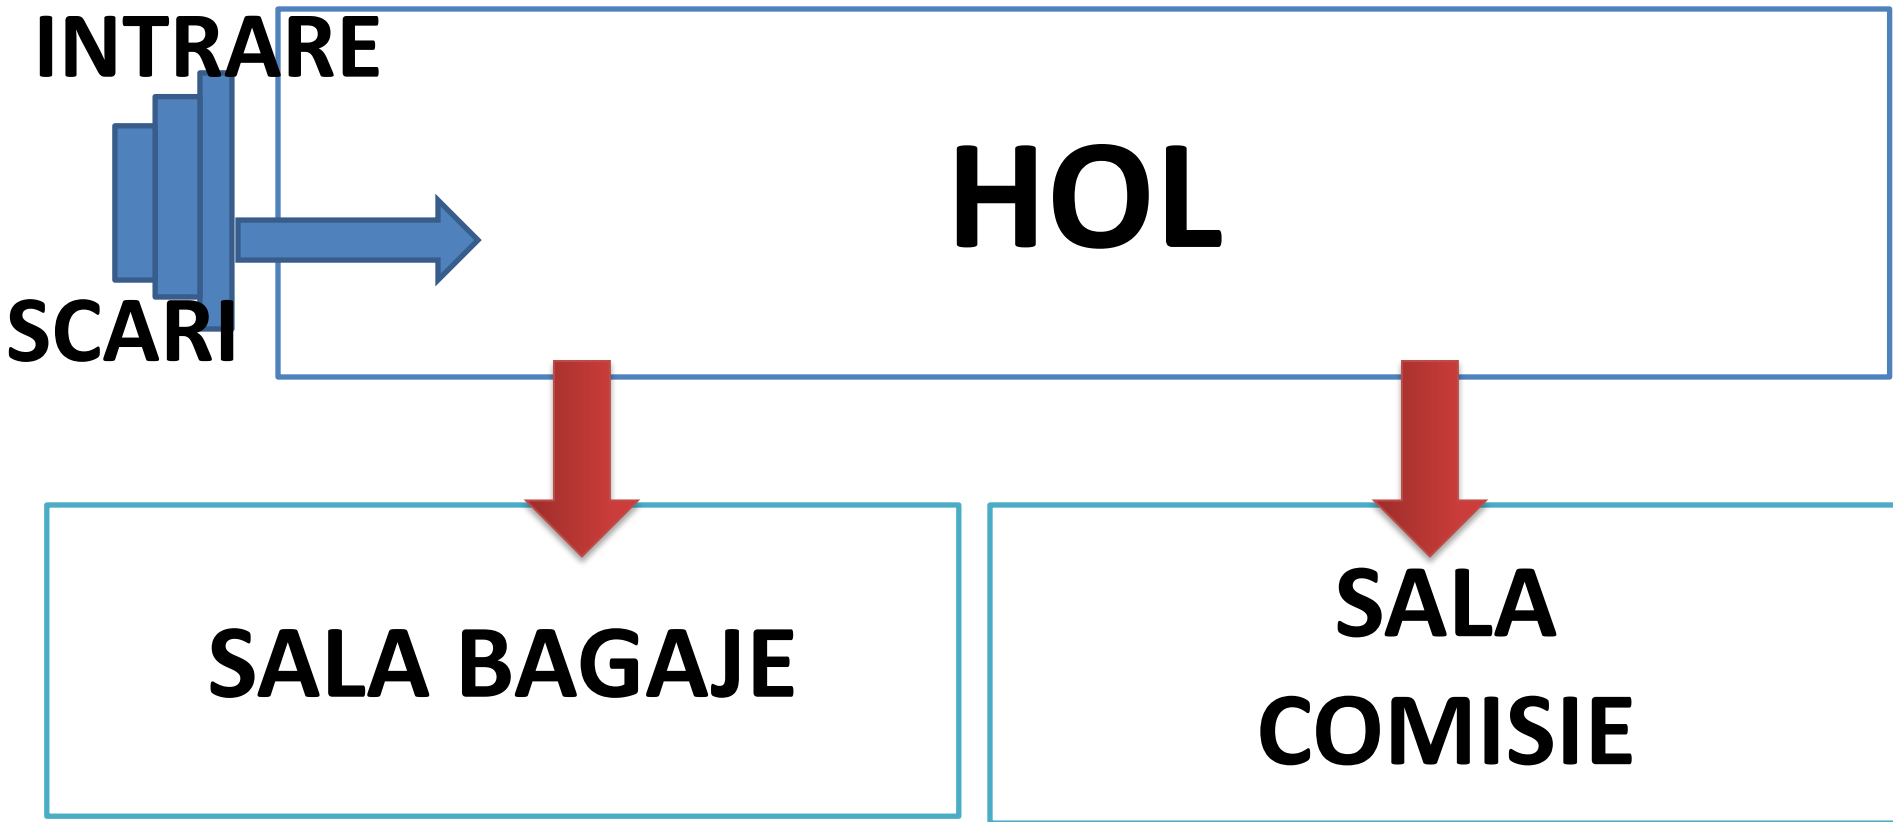 INTRARE
HOL
SCARI
SALA BAGAJE
SALA
COMISIE